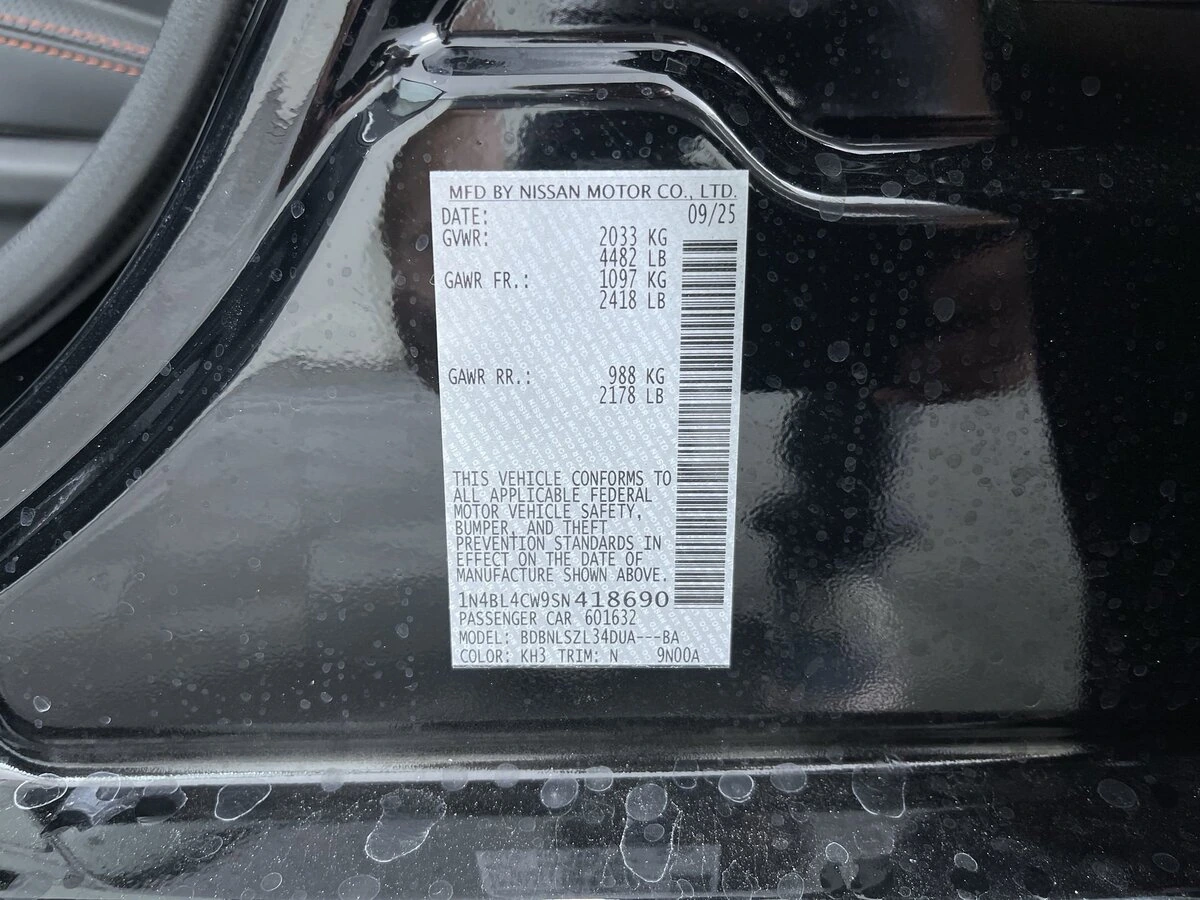 MFD BY NISSAN MOTOR CO., LTD.
DATE: 09/25
GVWR: 2033 KG
4482 LB
GAWR FR.: 1097 KG
2418 LB
GAWR RR.: 988 KG
2178 LB
THIS VEHICLE CONFORMS TO
ALL APPLICABLE FEDERAL
MOTOR VEHICLE SAFETY,
BUMPER, AND THEFT
PREVENTION STANDARDS IN
EFFECT ON THE DATE OF
MANUFACTURE SHOWN ABOVE.
1N4BL4CW9SN418690
PASSENGER CAR 601632
MODEL: BDBNLSZL34DUA---BA
COLOR: KH3 TRIM: N 9N00A